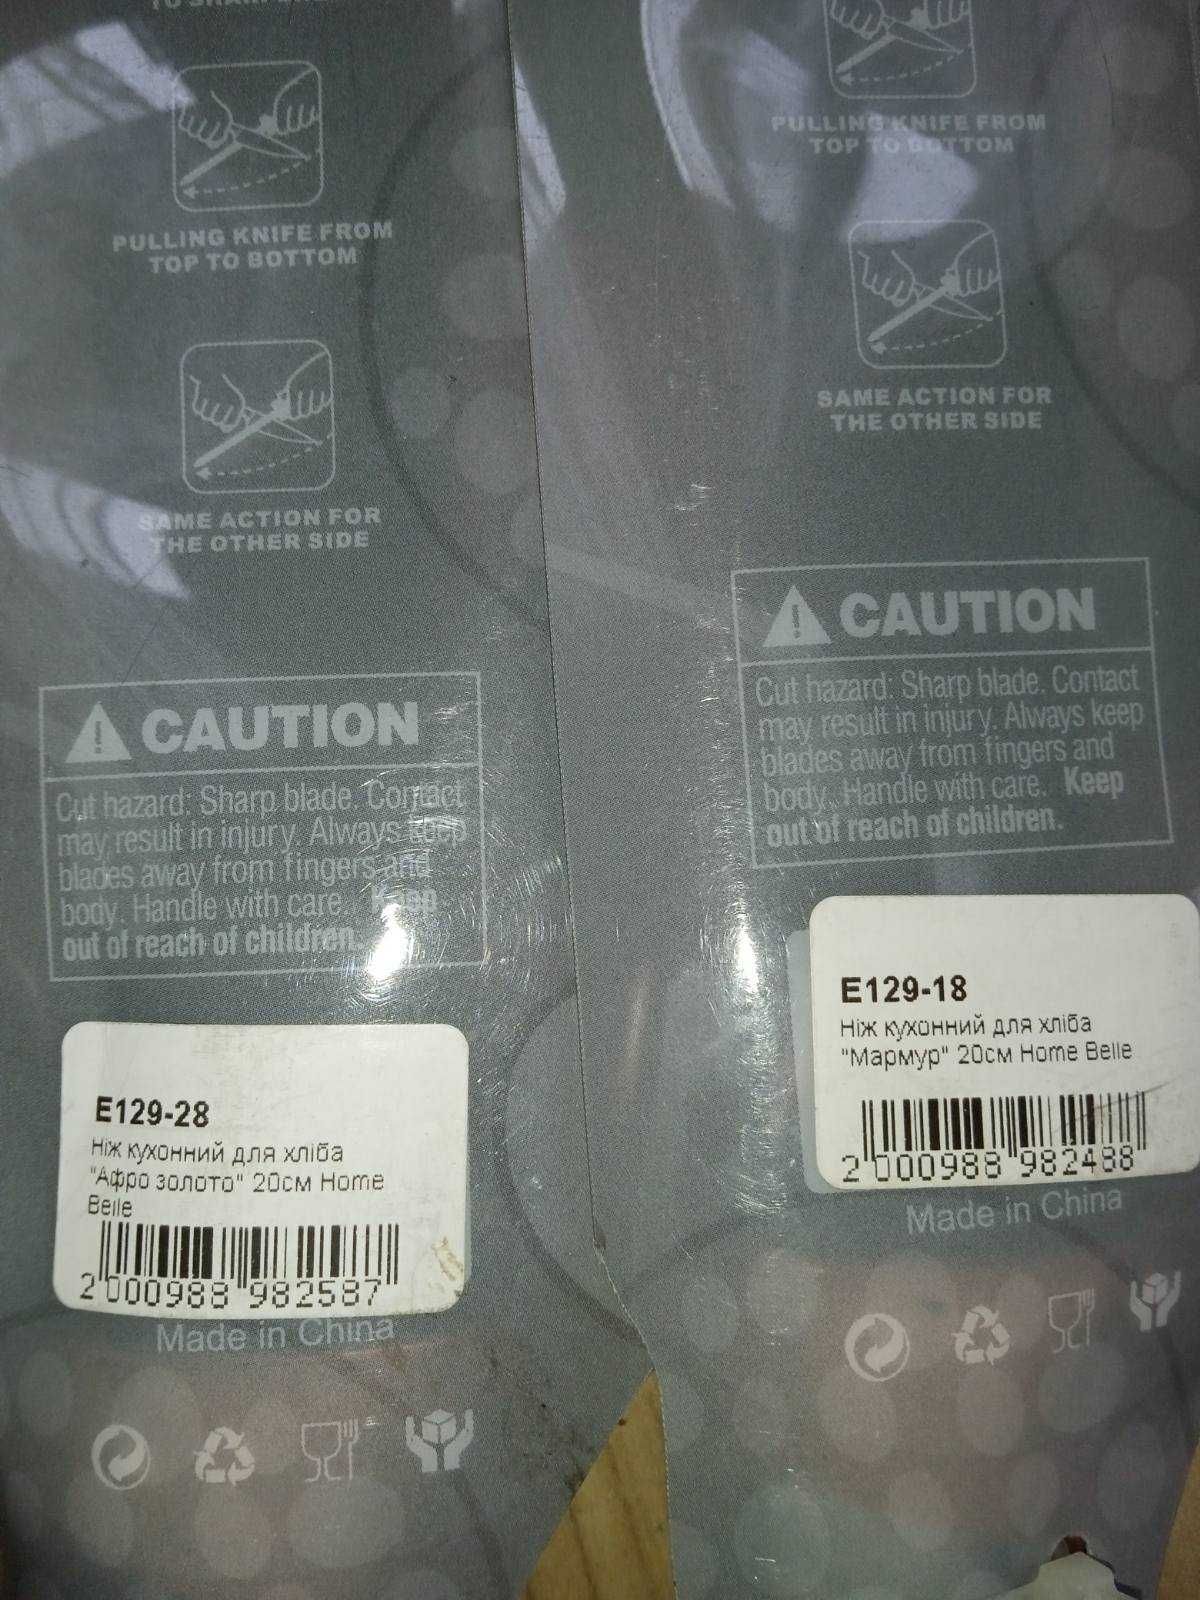 PULLING KNIFE FROM
TOP TO BOTTOM
SAME ACTION FOR
THE OTHER SIDE
CAUTION
Cut hazard: Sharp blade. Contact
may result in injury. Always keep
blades away from fingers and
body. Handle with care. Keep
out of reach of children.
E129-28
Ніж кухонний для хліба
"Афро золото" 20см Home
Belle
2 000988 982587
Made in China
PULLING KNIFE FROM
TOP TO BOTTOM
SAME ACTION FOR
THE OTHER SIDE
CAUTION
Cut hazard: Sharp blade. Contact
may result in injury. Always keep
blades away from fingers and
body. Handle with care. Keep
out of reach of children.
E129-18
Ніж кухонний для хліба
"Мармур" 20см Home Belle
2 000988 982488
Made in China